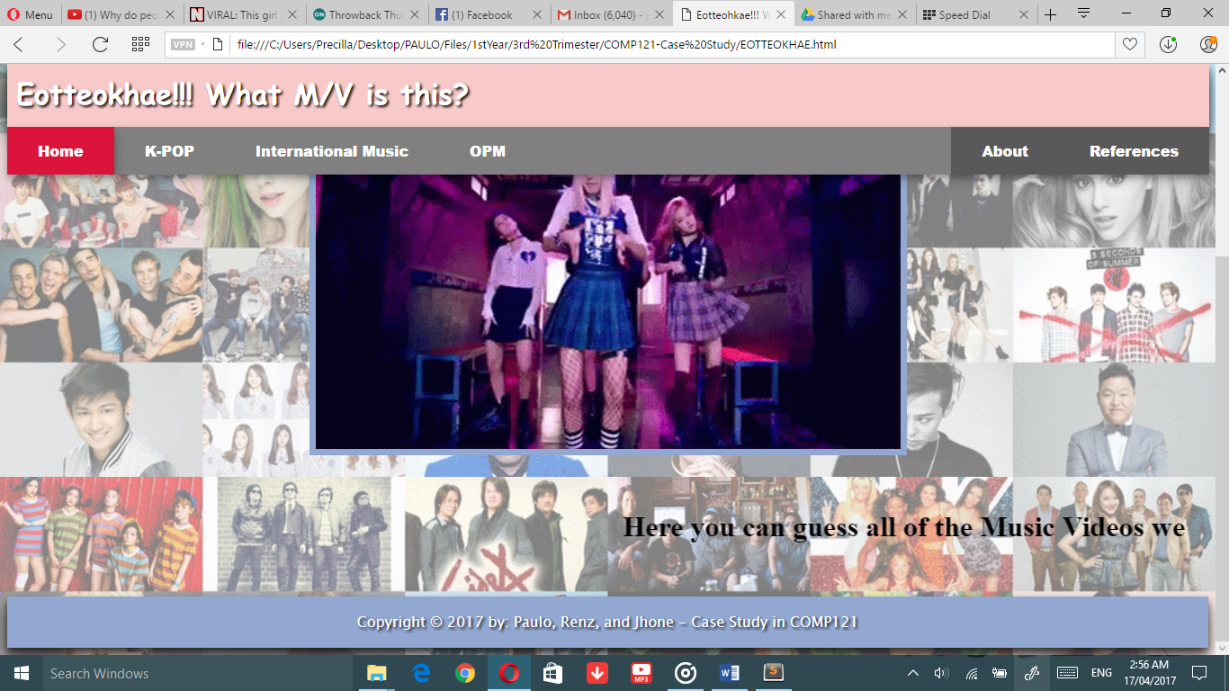 Menu
(1) Why do peo
VIRAL: This girl
Throwback Thu
(1) Facebook
Inbox (6,040) - 
Eotteohkae!!! W
Shared with me
Speed Dial
VPN
file:///C:/Users/Precilla/Desktop/PAULO/Files/1stYear/3rd%20Trimester/COMP121-Case%20Study/EOTTEOKHAE.html
Eotteokhae!!! What M/V is this?
Home K-POP International Music OPM About References
5 SECONDS
OF SUMMER
Here you can guess all of the Music Videos we
Copyright © 2017 by: Paulo, Renz, and Jhone - Case Study in COMP121
Search Windows
MP3
ENG
2:56 AM
17/04/2017